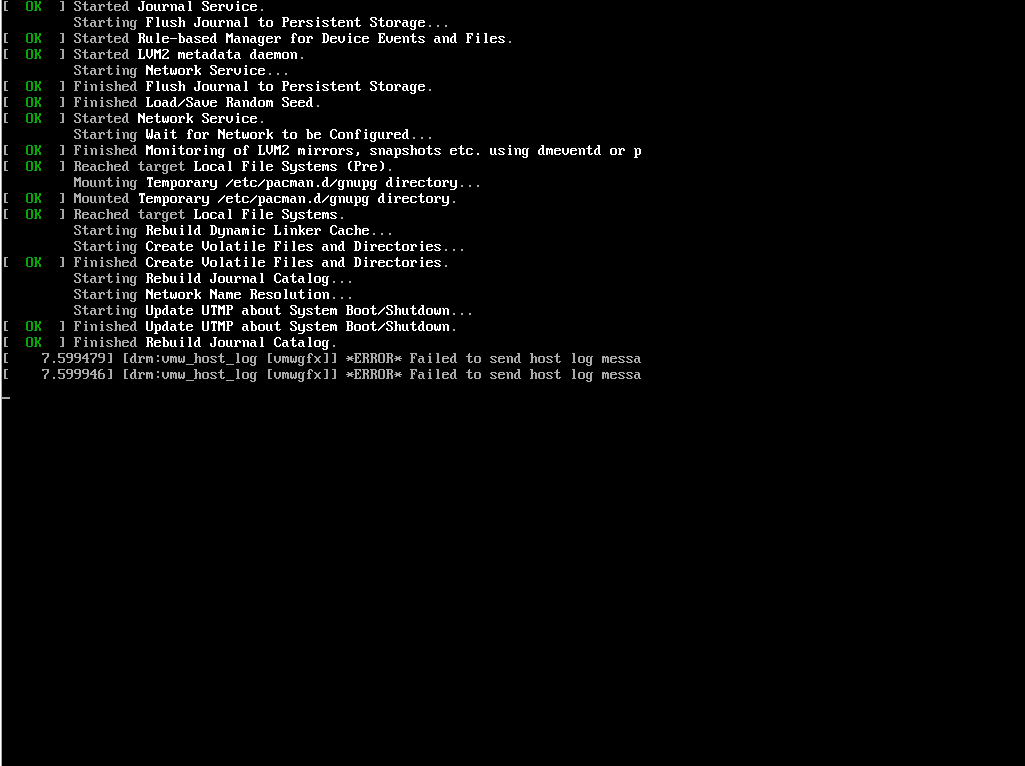 [  OK  ] Started Journal Service.
         Starting Flush Journal to Persistent Storage...
[  OK  ] Started Rule-based Manager for Device Events and Files.
[  OK  ] Started LVM2 metadata daemon.
         Starting Network Service...
[  OK  ] Finished Flush Journal to Persistent Storage.
[  OK  ] Finished Load/Save Random Seed.
[  OK  ] Started Network Service.
         Starting Wait for Network to be Configured...
[  OK  ] Finished Monitoring of LVM2 mirrors, snapshots etc. using dmeventd or p
[  OK  ] Reached target Local File Systems (Pre).
         Mounting Temporary /etc/pacman.d/gnupg directory...
[  OK  ] Mounted Temporary /etc/pacman.d/gnupg directory.
[  OK  ] Reached target Local File Systems.
         Starting Rebuild Dynamic Linker Cache...
         Starting Create Volatile Files and Directories...
[  OK  ] Finished Create Volatile Files and Directories.
         Starting Rebuild Journal Catalog...
         Starting Network Name Resolution...
         Starting Update UTMP about System Boot/Shutdown...
[  OK  ] Finished Update UTMP about System Boot/Shutdown.
[  OK  ] Finished Rebuild Journal Catalog.
[    7.599479] [drm:vmw_host_log [vmwgfx]] *ERROR* Failed to send host log messa
[    7.599946] [drm:vmw_host_log [vmwgfx]] *ERROR* Failed to send host log messa